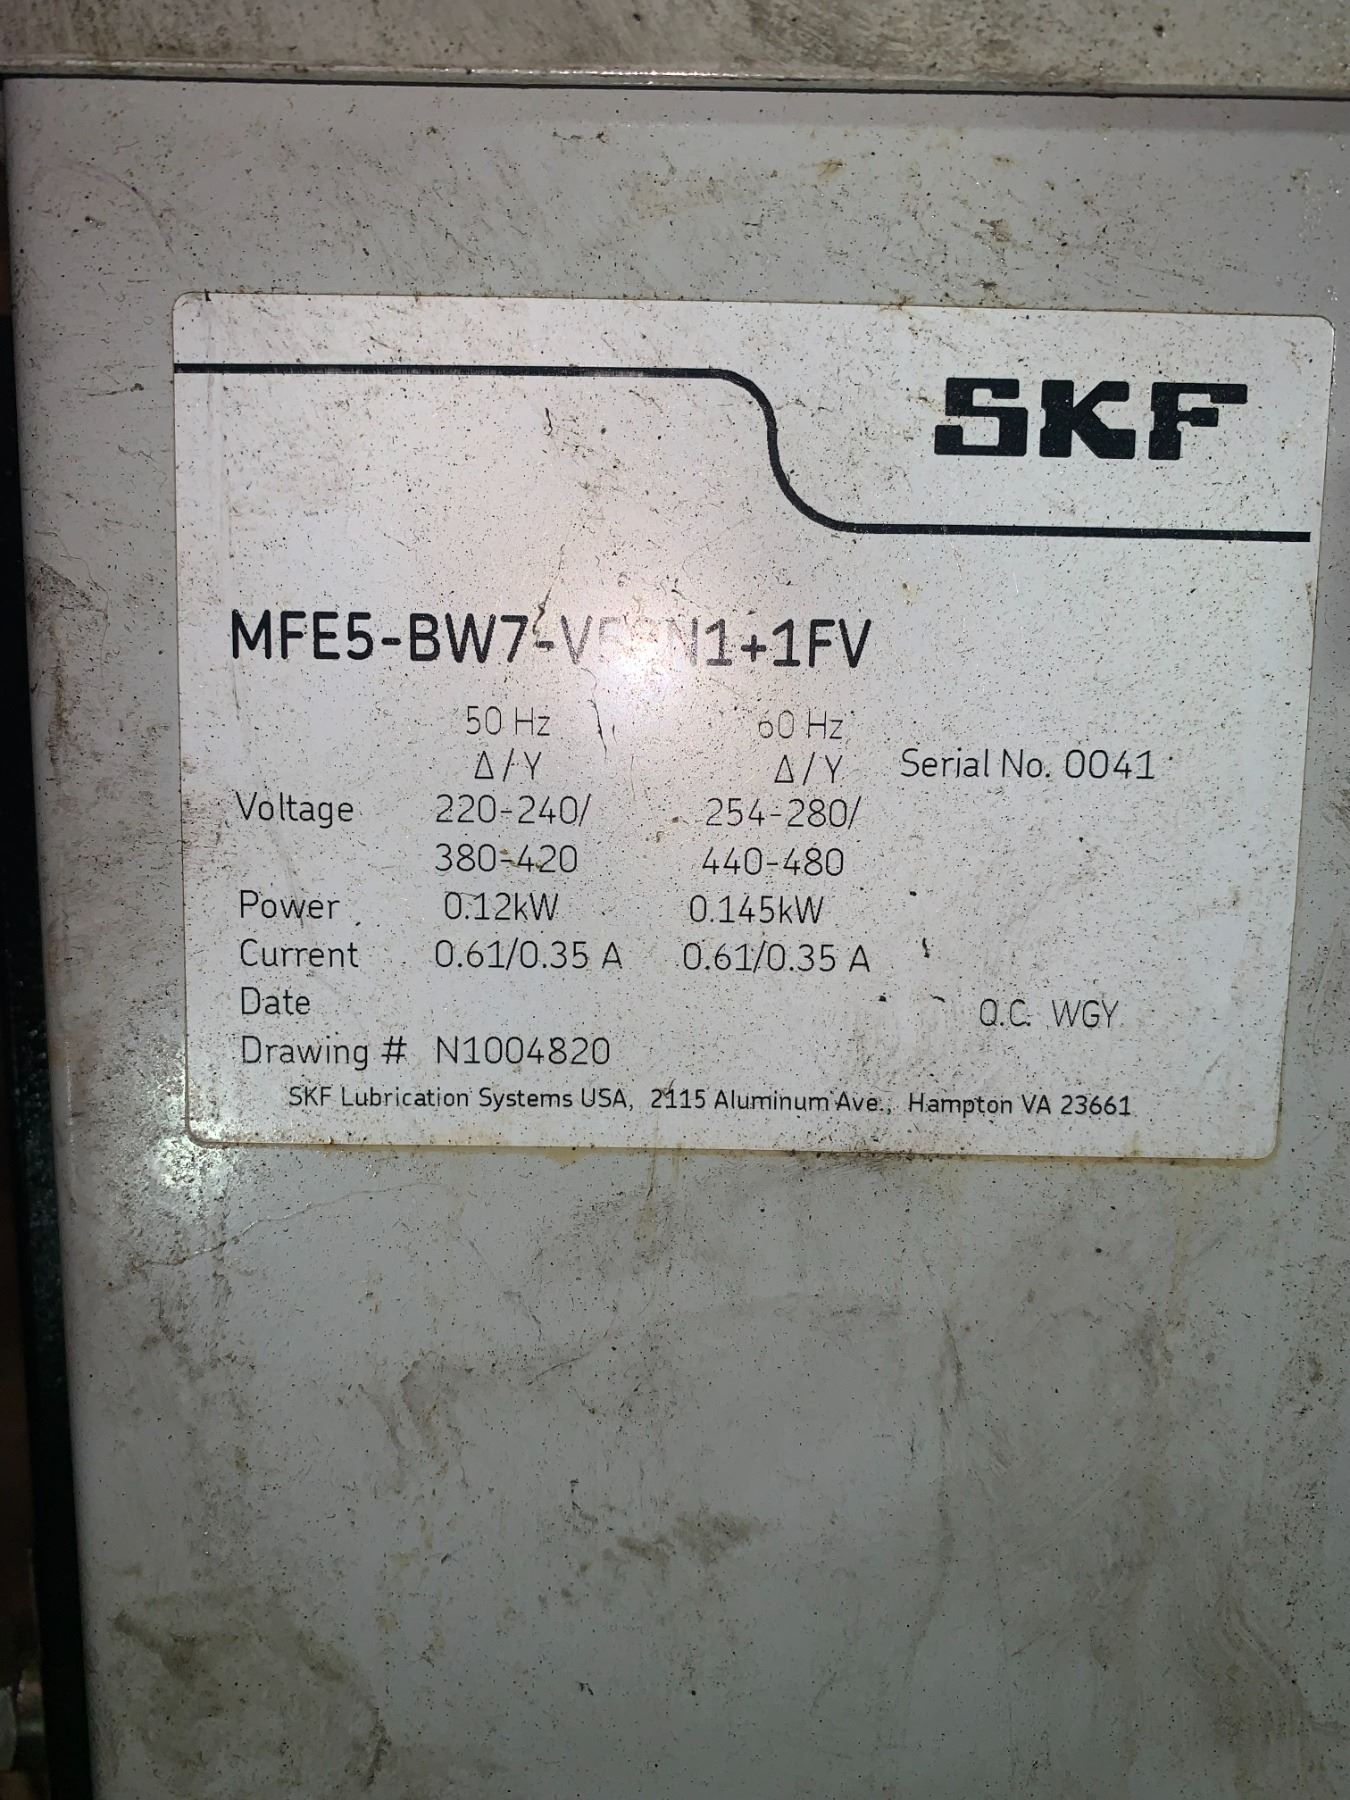 SKF
50 Hz 60 Hz
Δ/Y Δ/Y Serial No. 0041
Voltage 220-240/ 254-280/
380-420 440-480
Power 0.12kW 0.145kW
Current 0.61/0.35 A 0.61/0.35 A
Date
Q.C. WGY
Drawing # N1004820
SKF Lubrication Systems USA, 2115 Aluminum Ave., Hampton VA 23661